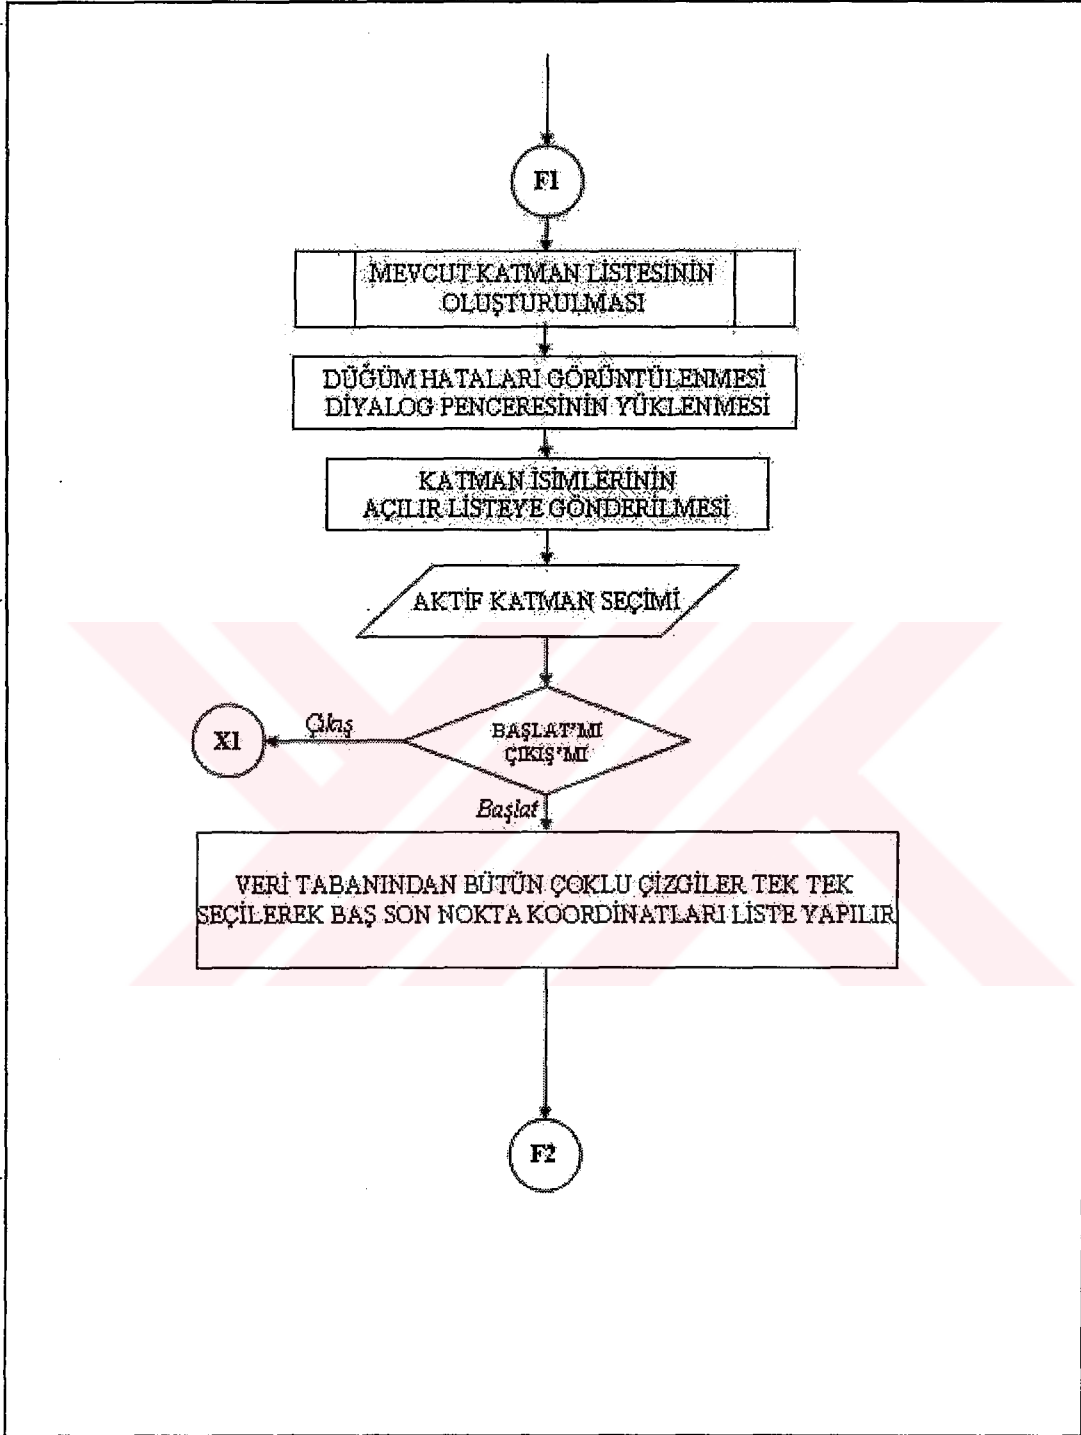 F1
MEVCUT KATMAN LİSTESİNİN
OLUŞTURULMASI
DÜĞÜM HATALARI GÖRÜNTÜLENMESİ
DİYALOG PENCERESİNİN YÜKLENMESİ
KATMAN İSİMLERİNİN
AÇILIR LİSTEYE GÖNDERİLMESİ
AKTİF KATMAN SEÇİMİ
X1
Çıkış
BAŞLAT'MI
ÇIKIŞ'MI
Başlat
VERİ TABANINDAN BÜTÜN ÇOKLU ÇİZGİLER TEK TEK
SEÇİLEREK BAŞ SON NOKTA KOORDİNATLARI LİSTE YAPILIR
F2